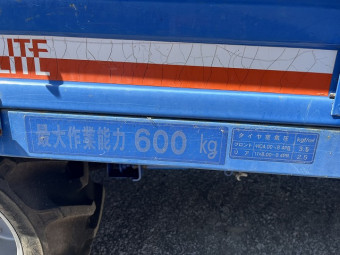 LITE
最大作業能力 600 kg
タイヤ空気圧 kgf/cm²
フロント
リア